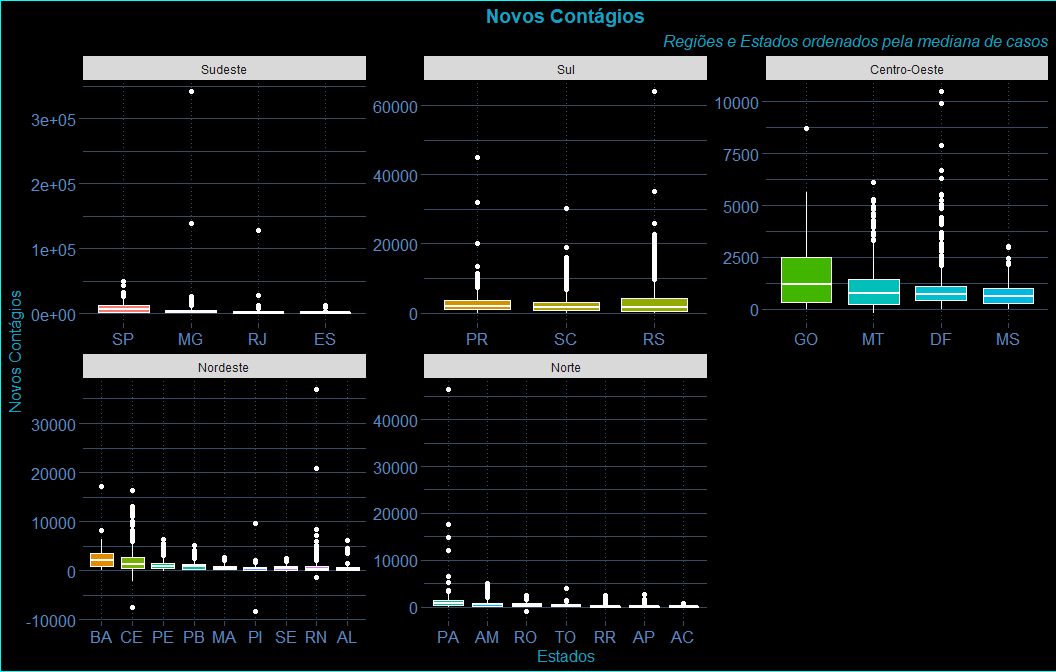 Novos Contágios
Regiões e Estados ordenados pela mediana de casos
Sudeste
Sul
Centro-Oeste
3e+05
2e+05
1e+05
0e+00
60000
40000
20000
0
10000
7500
5000
2500
0
SP MG RJ ES
PR SC RS
GO MT DF MS
Novos Contágios
Nordeste
Norte
30000
20000
10000
0
-10000
40000
30000
20000
10000
0
BA CE PE PB MA PI SE RN AL
PA AM RO TO RR AP AC
Estados